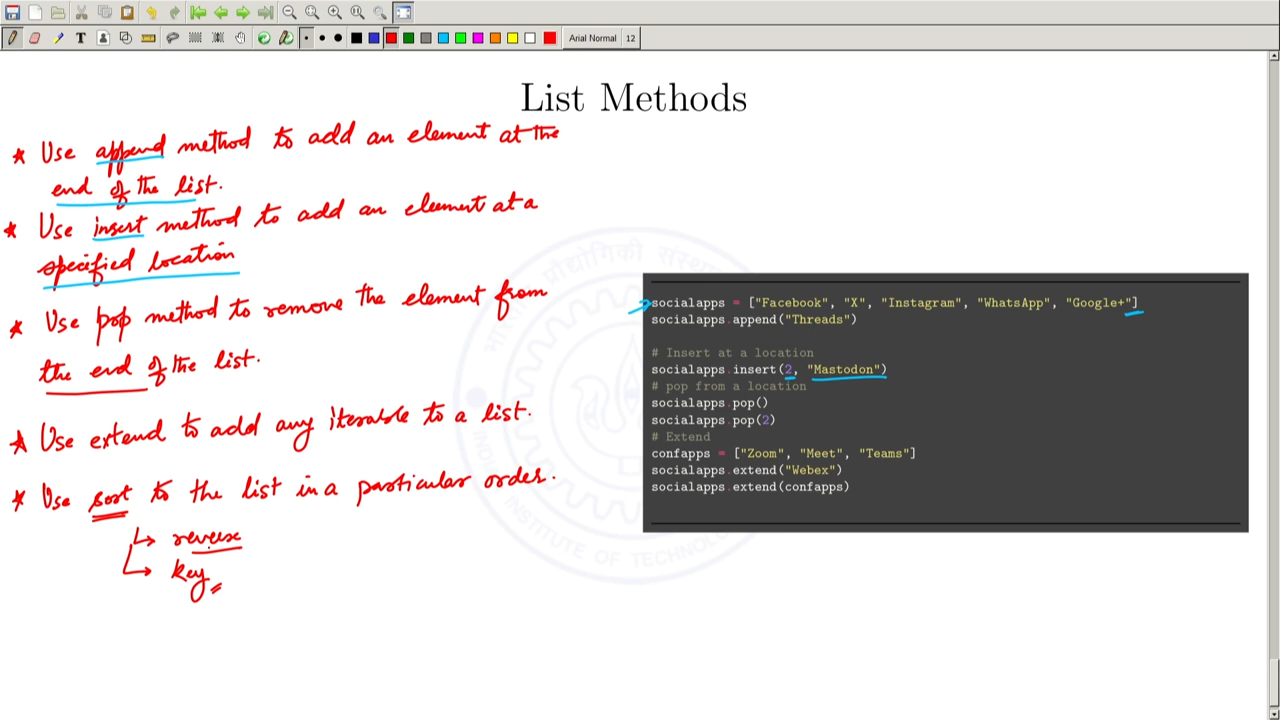 Arial Normal 12
List Methods
★ Use append method to add an element at the
end of the list.
★ Use insert method to add an element at a
specified location
★ Use pop method to remove the element from
the end of the list.
★ Use extend to add any iterable to a list.
★ Use sort to the list in a particular order.
↳ reverse
↳ key
socialapps = ["Facebook", "X", "Instagram", "WhatsApp", "Google+"]
socialapps.append("Threads")
# Insert at a location
socialapps.insert(2, "Mastodon")
# pop from a location
socialapps.pop()
socialapps.pop(2)
# Extend
confapps = ["Zoom", "Meet", "Teams"]
socialapps.extend("Webex")
socialapps.extend(confapps)
INSTITUTE OF TECHNOLOGY